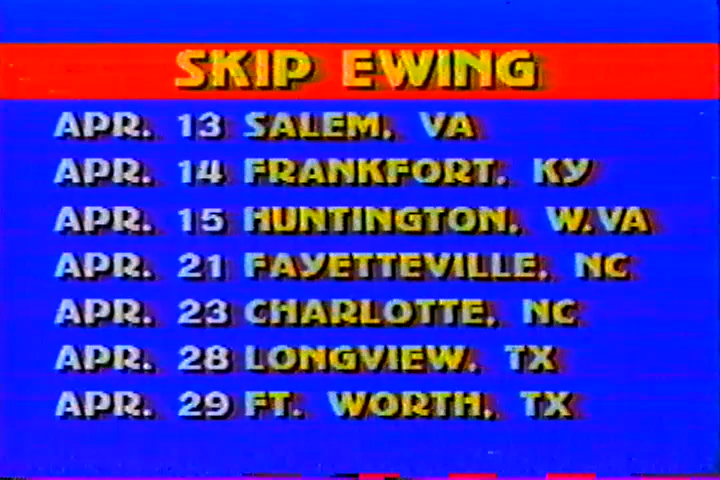 SKIP EWING
APR. 13 SALEM, VA
APR. 14 FRANKFORT, KY
APR. 15 HUNTINGTON, W.VA
APR. 21 FAYETTEVILLE, NC
APR. 23 CHARLOTTE, NC
APR. 28 LONGVIEW, TX
APR. 29 FT. WORTH, TX